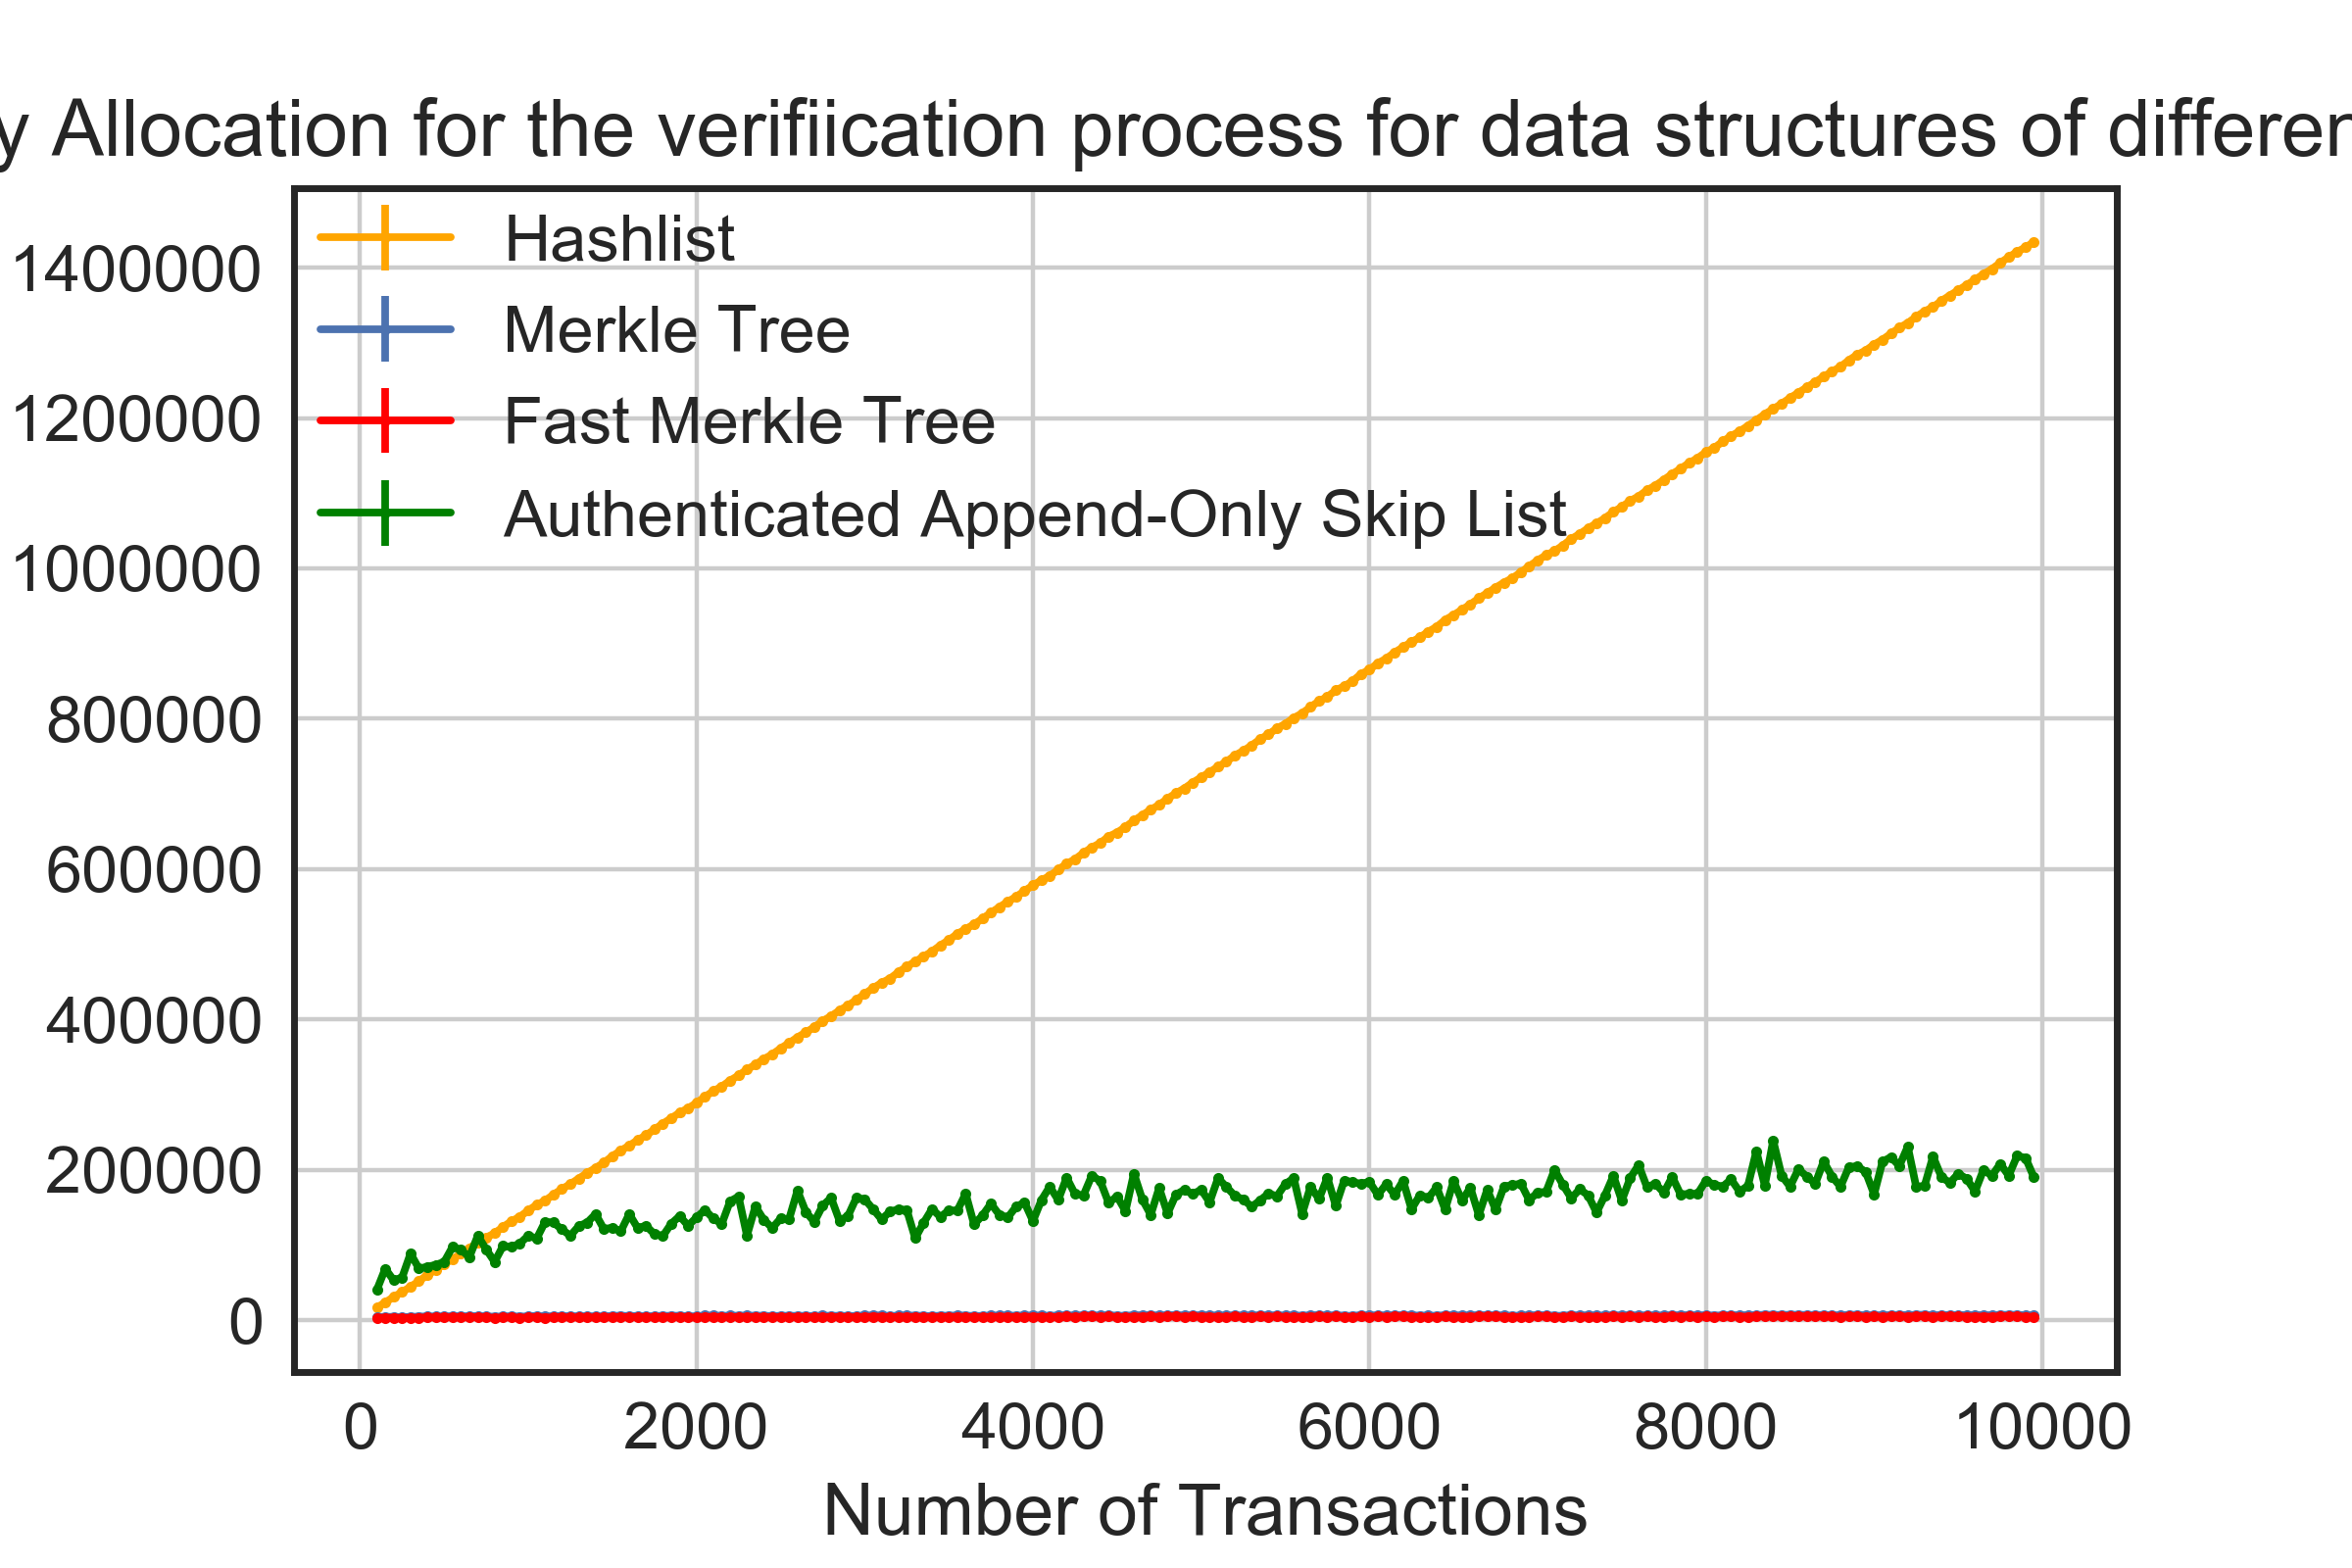 y Allocation for the verifiication process for data structures of differen
Hashlist
Merkle Tree
Fast Merkle Tree
Authenticated Append-Only Skip List
1400000
1200000
1000000
800000
600000
400000
200000
0
0 2000 4000 6000 8000 10000
Number of Transactions